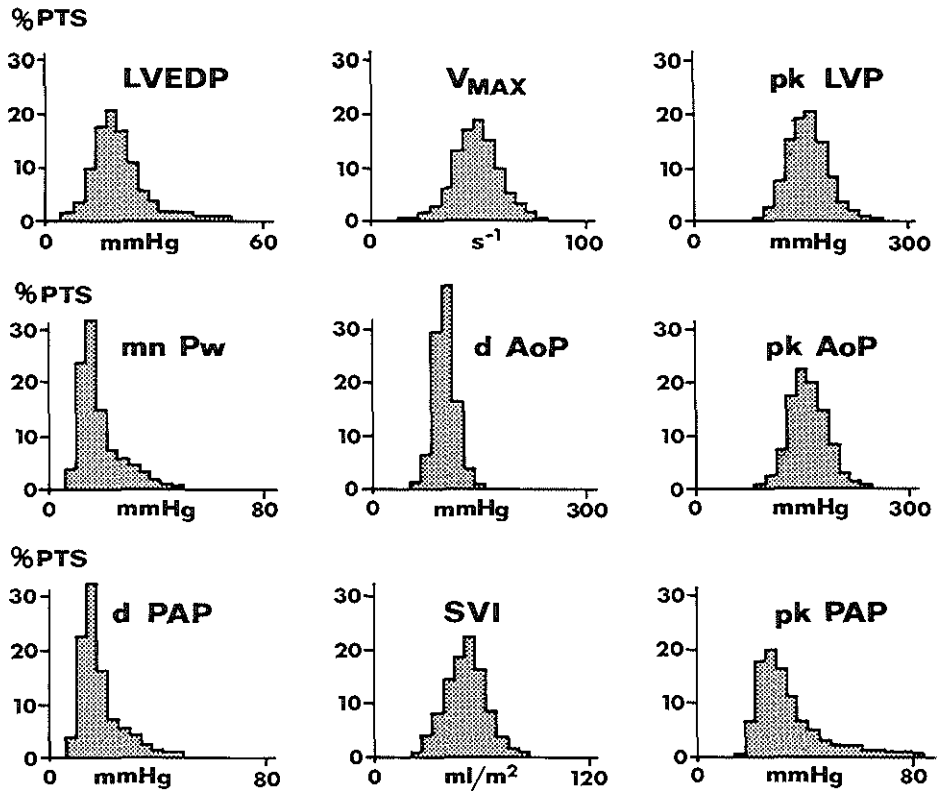 %PTS
30
20
10
0
LVEDP
0 mmHg 60
30
20
10
0
VMAX
0 s⁻¹ 100
30
20
10
0
pk LVP
0 mmHg 300
%PTS
30
20
10
0
mn Pw
0 mmHg 80
30
20
10
0
d AoP
0 300
30
20
10
0
pk AoP
0 mmHg 300
%PTS
30
20
10
0
d PAP
0 mmHg 80
30
20
10
0
SVI
0 ml/m² 120
30
20
10
0
pk PAP
0 mmHg 80